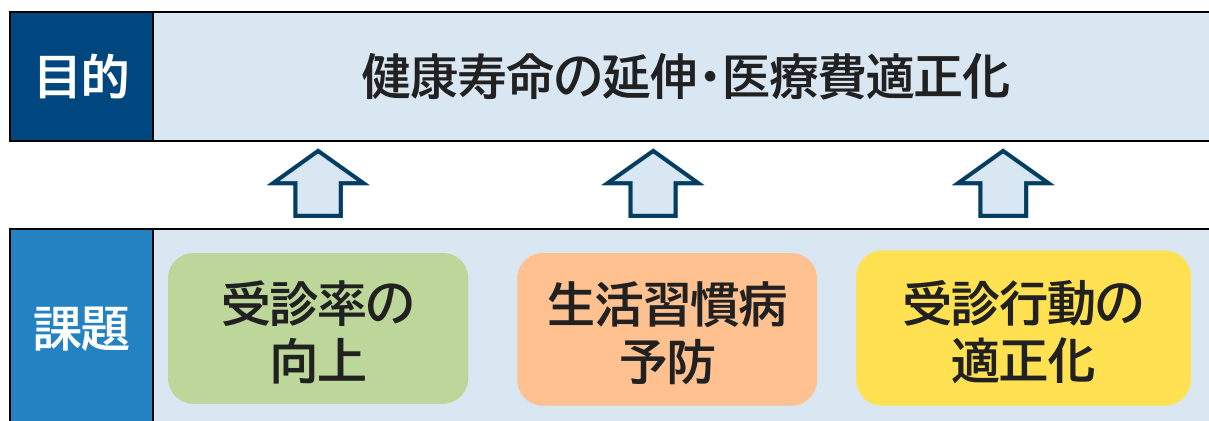 目的
健康寿命の延伸・医療費適正化
課題
受診率の
向上
生活習慣病
予防
受診行動の
適正化